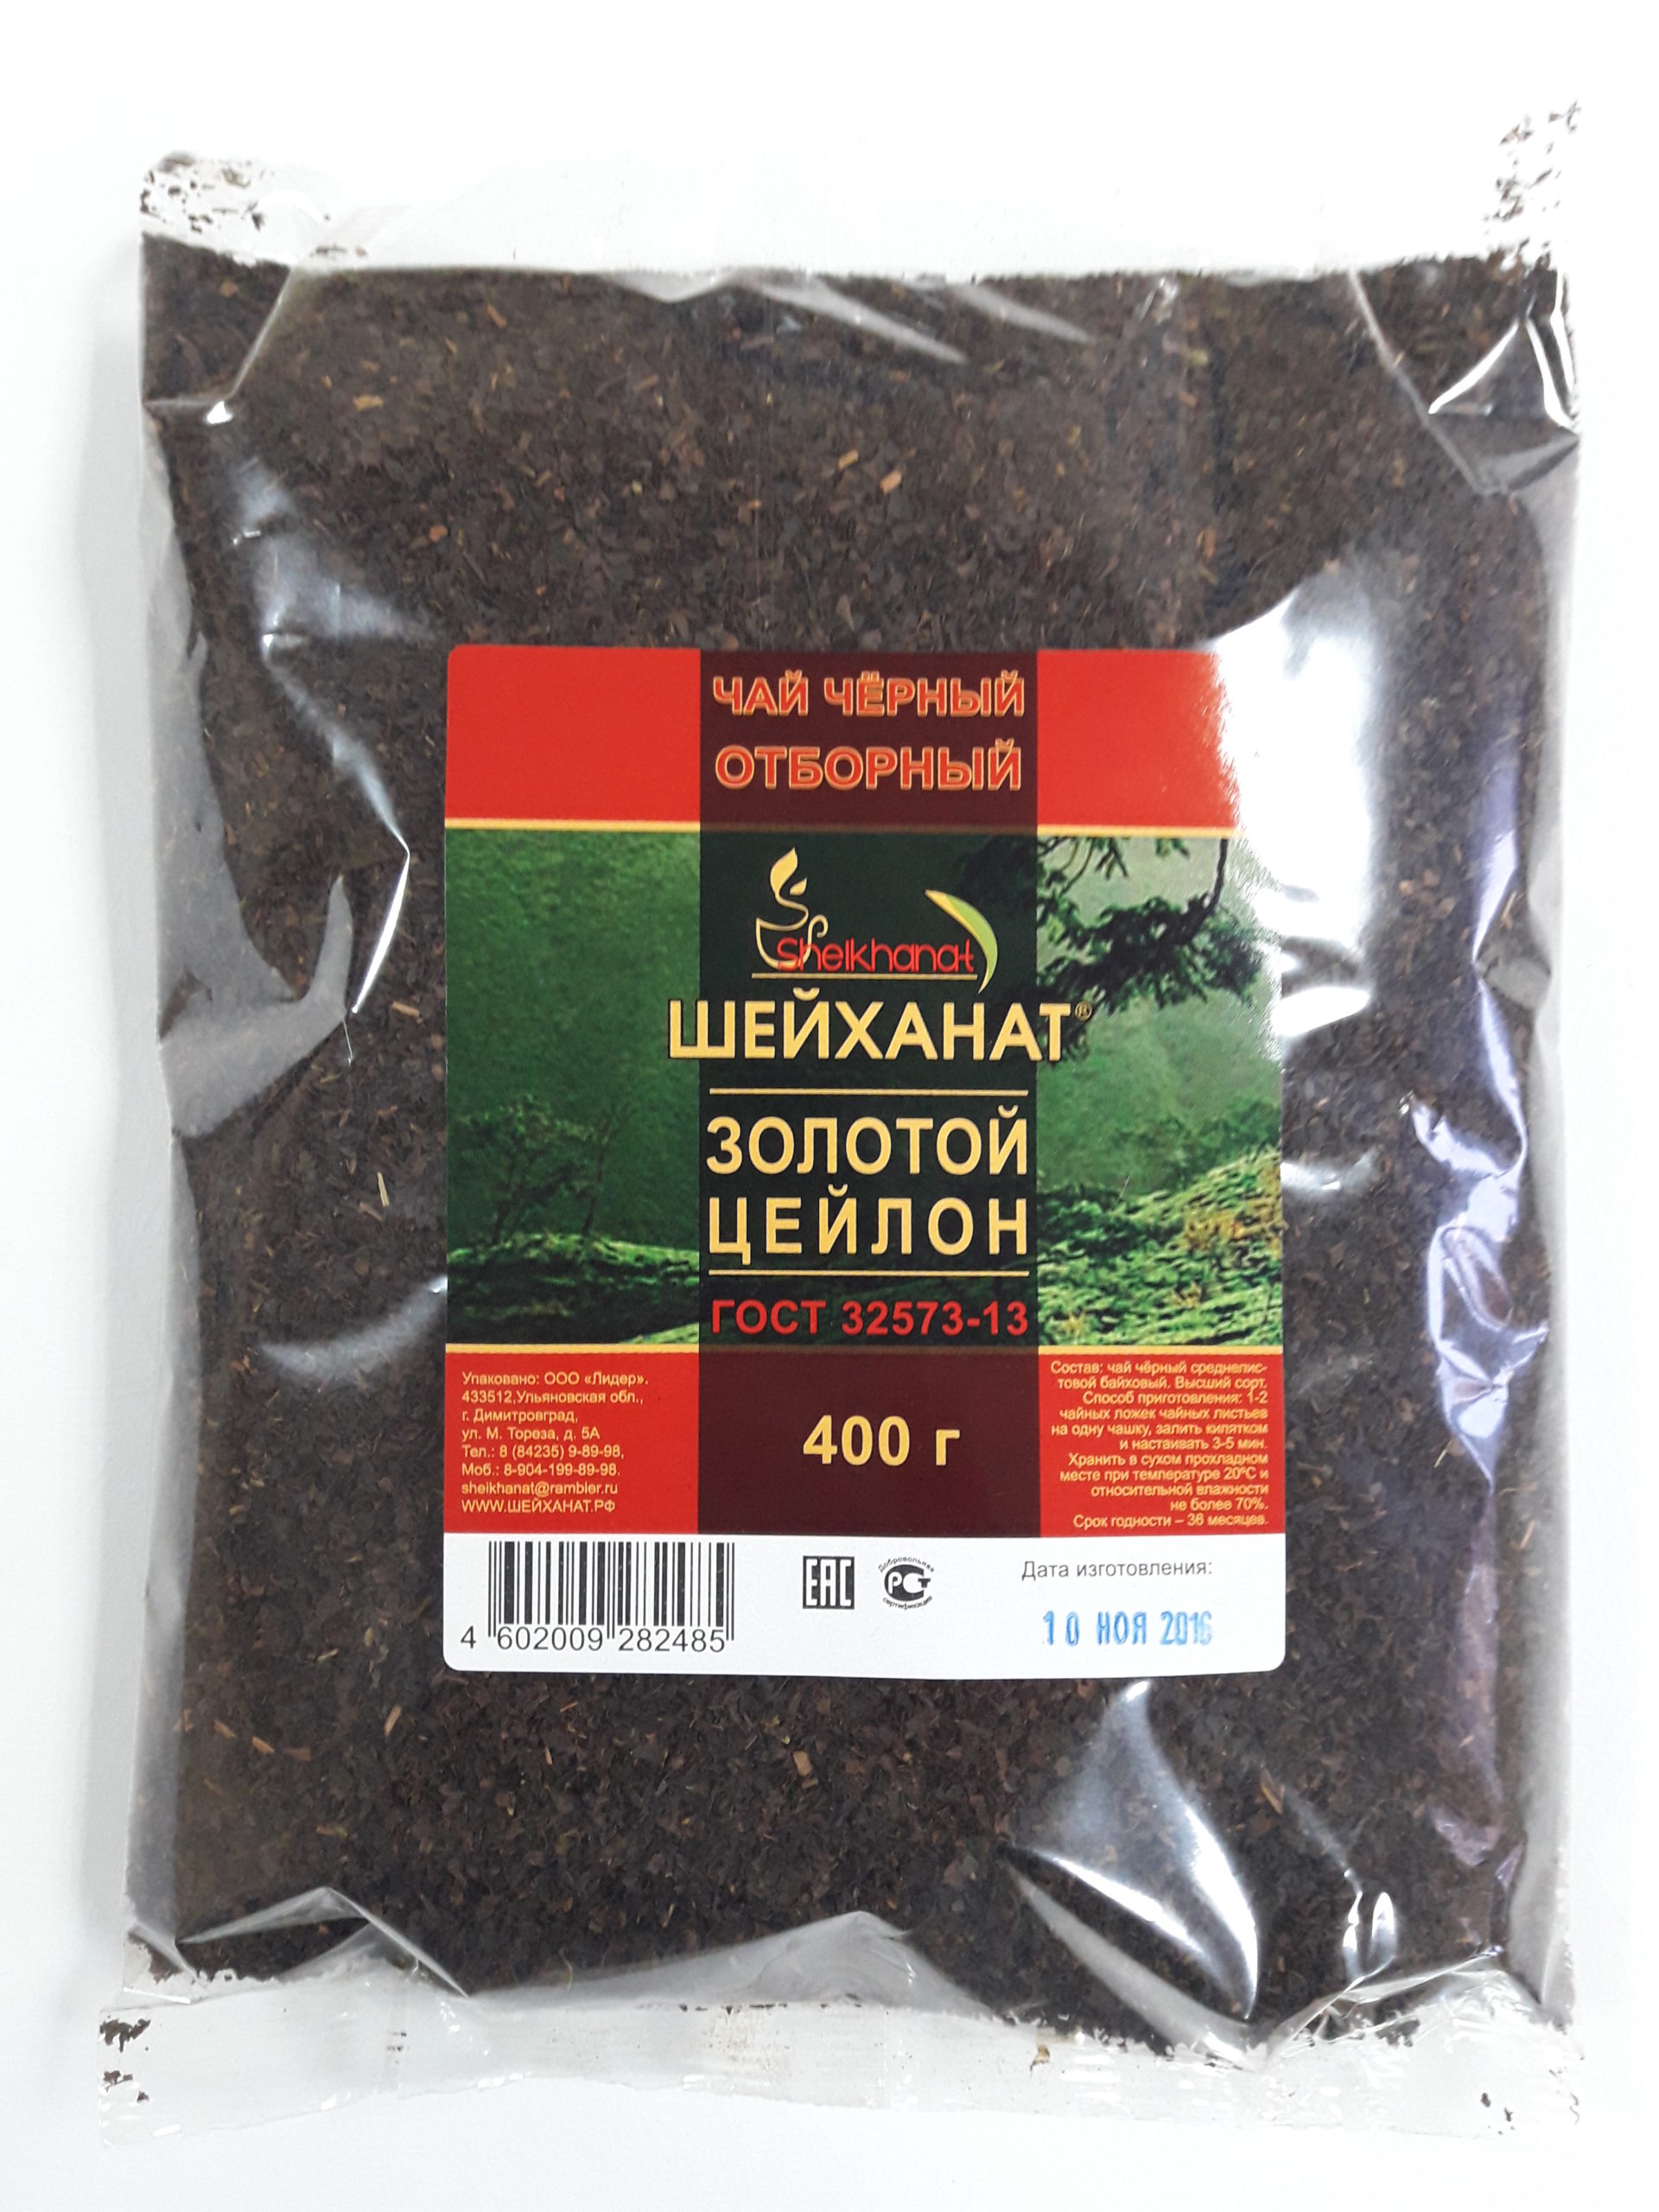 ЧАЙ ЧЁРНЫЙ
ОТБОРНЫЙ
Sheikhanat
ШЕЙХАНАТ®
ЗОЛОТОЙ
ЦЕЙЛОН
ГОСТ 32573-13
Упаковано: ООО «Лидер».
433512,Ульяновская обл.,
г. Димитровград,
ул. М. Тореза, д. 5А
Тел.: 8 (84235) 9-89-98,
Моб.: 8-904-199-89-98.
sheikhanat@rambler.ru
WWW.ШЕЙХАНАТ.РФ
400 г
Состав: чай чёрный среднелис-
товой байховый. Высший сорт.
Способ приготовления: 1-2
чайных ложек чайных листьев
на одну чашку, залить кипятком
и настаивать 3-5 мин.
Хранить в сухом прохладном
месте при температуре 20°С и
относительной влажности
не более 70%.
Срок годности – 36 месяцев.
4 602009 282485
EAC
Добровольная
РСТ
сертификация
Дата изготовления:
10 НОЯ 2016